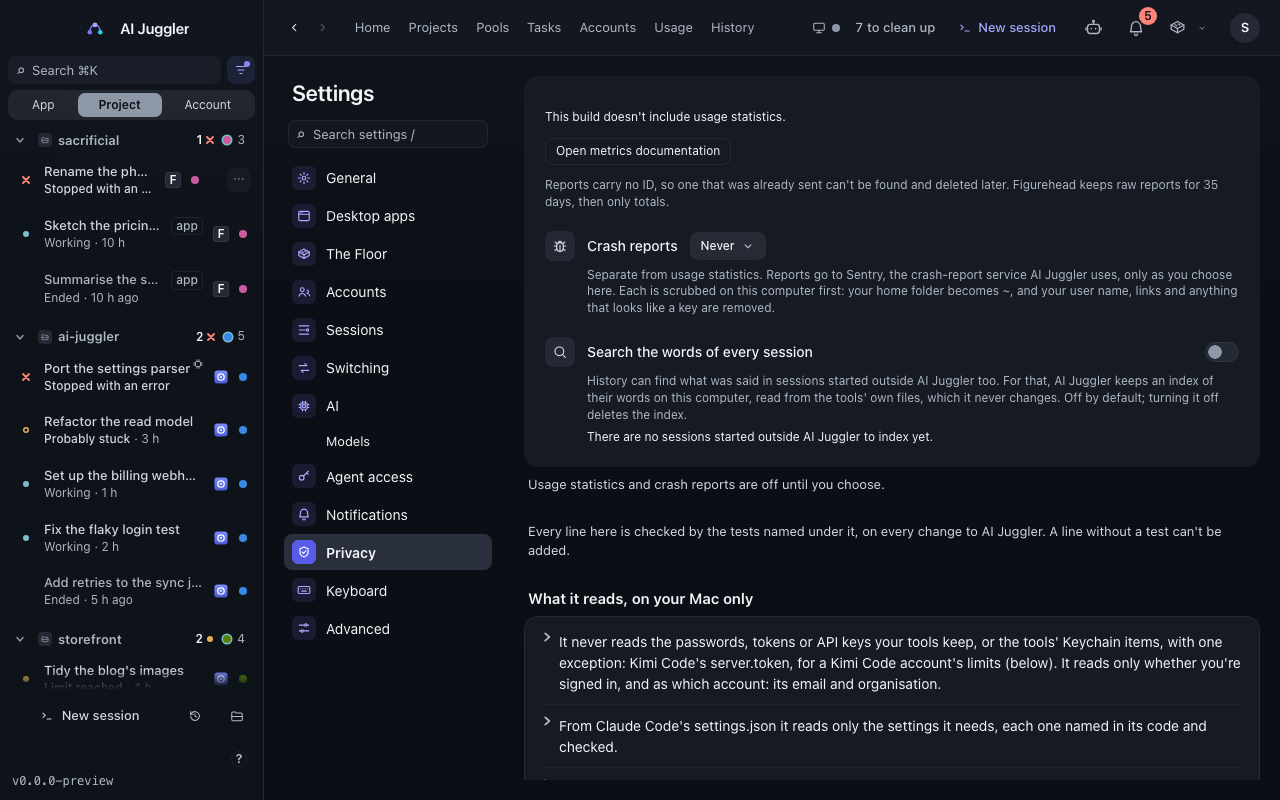 AI Juggler
Search ⌘K
App
Project
Account
sacrificial
1
3
Rename the ph...
Stopped with an ...
F
Sketch the pricin...
app
Working · 10 h
F
Summarise the s...
app
Ended · 10 h ago
F
ai-juggler
2
5
Port the settings parser
Stopped with an error
Refactor the read model
Probably stuck · 3 h
Set up the billing webh...
Working · 1 h
Fix the flaky login test
Working · 2 h
Add retries to the sync j...
Ended · 5 h ago
storefront
2
4
Tidy the blog's images
Limit reached · 4 h
New session
?
v0.0.0-preview
Home
Projects
Pools
Tasks
Accounts
Usage
History
7 to clean up
New session
5
S
Settings
Search settings /
General
Desktop apps
The Floor
Accounts
Sessions
Switching
AI
Models
Agent access
Notifications
Privacy
Keyboard
Advanced
This build doesn't include usage statistics.
Open metrics documentation
Reports carry no ID, so one that was already sent can't be found and deleted later. Figurehead keeps raw reports for 35
days, then only totals.
Crash reports
Never
Separate from usage statistics. Reports go to Sentry, the crash-report service AI Juggler uses, only as you choose
here. Each is scrubbed on this computer first: your home folder becomes ~, and your user name, links and anything
that looks like a key are removed.
Search the words of every session
History can find what was said in sessions started outside AI Juggler too. For that, AI Juggler keeps an index of
their words on this computer, read from the tools' own files, which it never changes. Off by default; turning it off
deletes the index.
There are no sessions started outside AI Juggler to index yet.
Usage statistics and crash reports are off until you choose.
Every line here is checked by the tests named under it, on every change to AI Juggler. A line without a test can't be
added.
What it reads, on your Mac only
It never reads the passwords, tokens or API keys your tools keep, or the tools' Keychain items, with one
exception: Kimi Code's server.token, for a Kimi Code account's limits (below). It reads only whether you're
signed in, and as which account: its email and organisation.
From Claude Code's settings.json it reads only the settings it needs, each one named in its code and
checked.